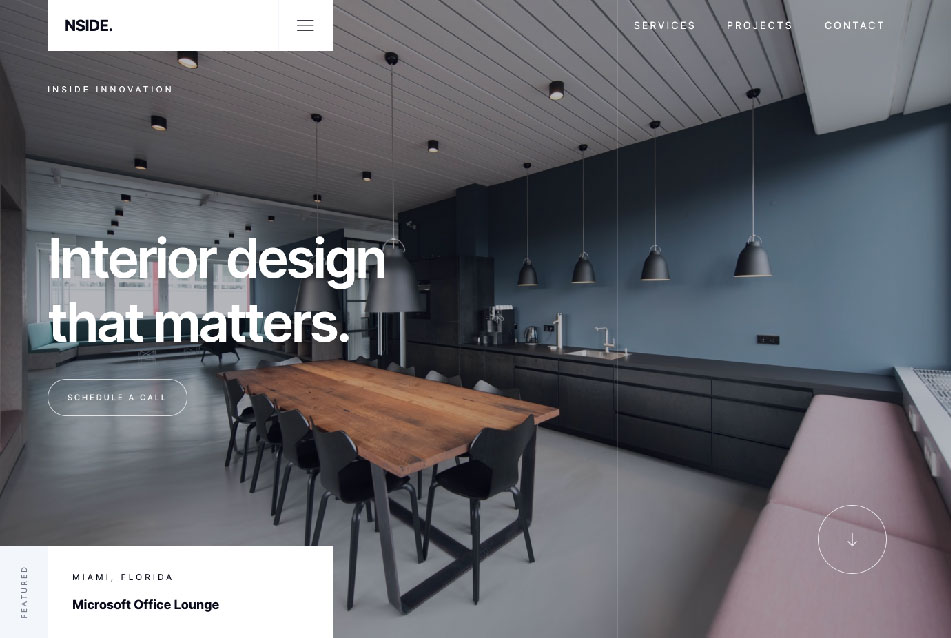 NSIDE.
SERVICES PROJECTS CONTACT
INSIDE INNOVATION
Interior design
that matters.
SCHEDULE A CALL
FEATURED
MIAMI, FLORIDA
Microsoft Office Lounge